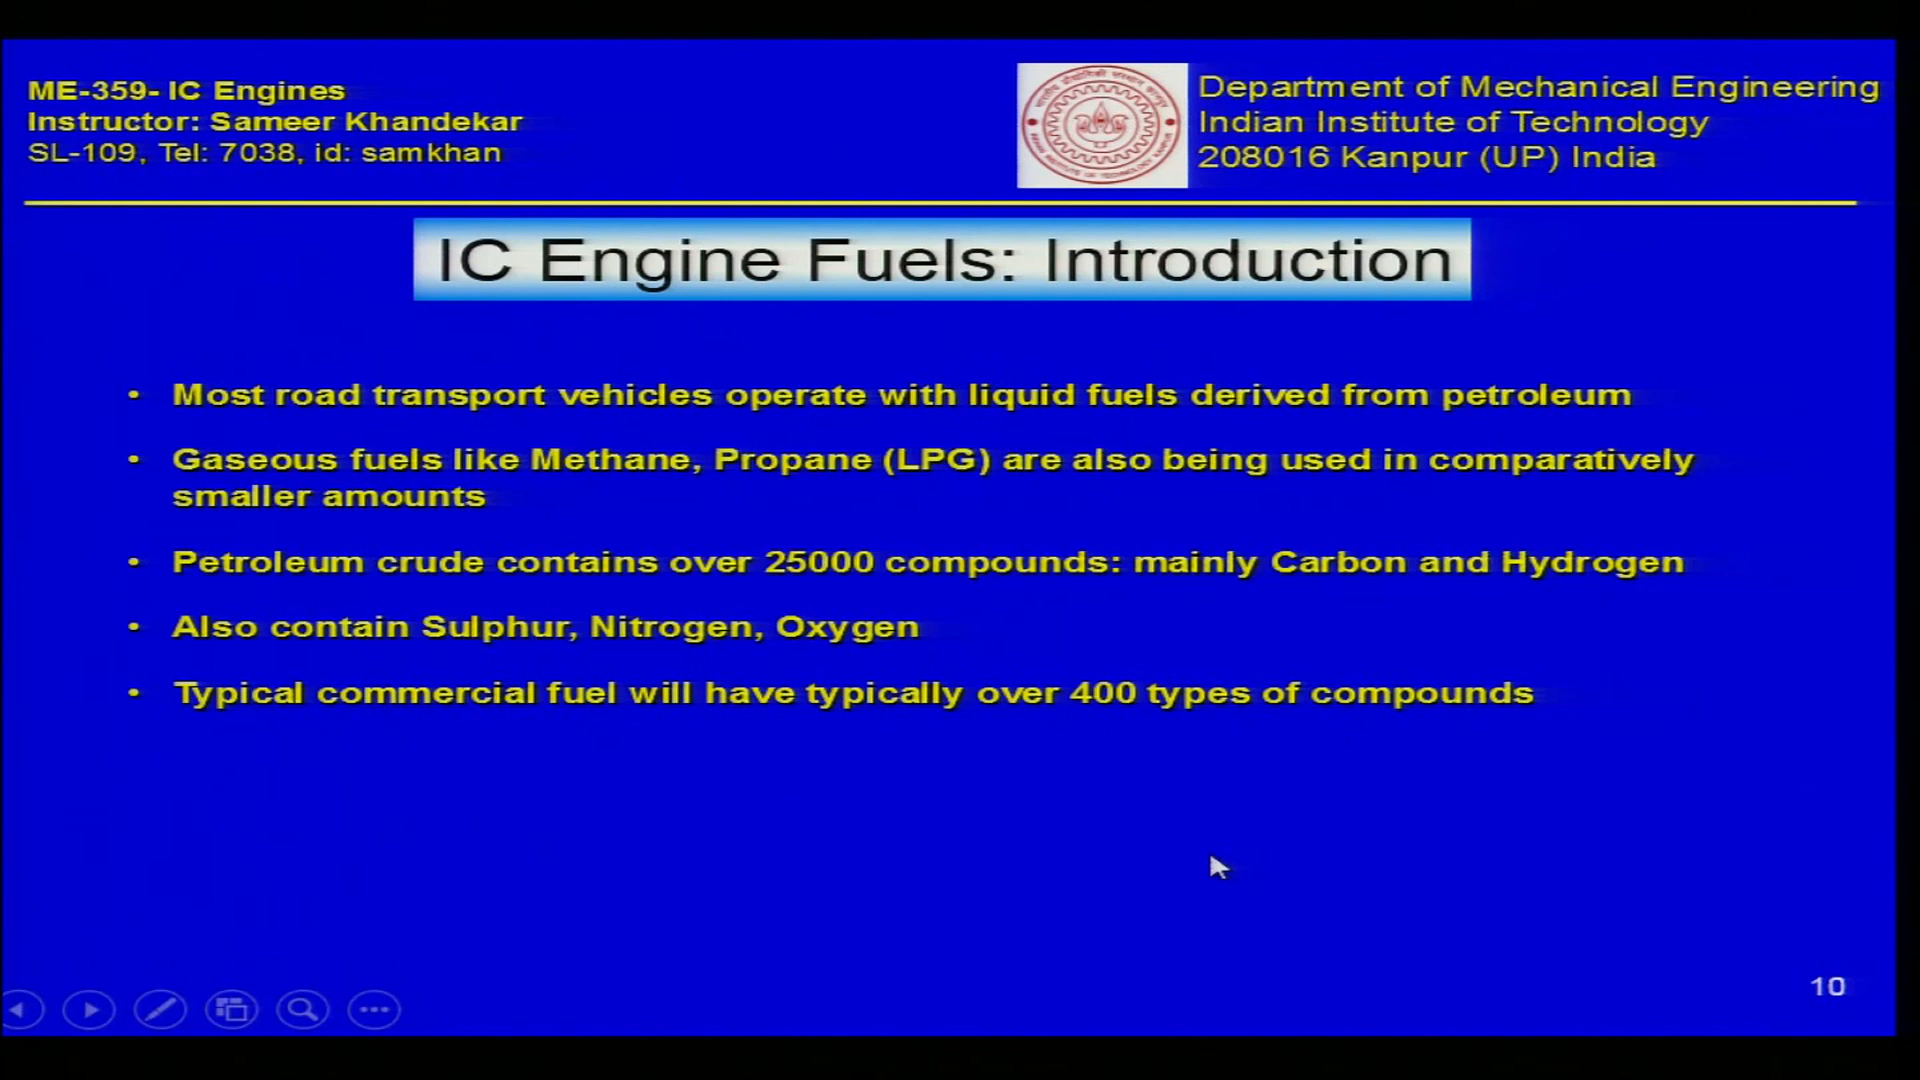 ME-359- IC Engines
Instructor: Sameer Khandekar
SL-109, Tel: 7038, id: samkhan
Department of Mechanical Engineering
Indian Institute of Technology
208016 Kanpur (UP) India
IC Engine Fuels: Introduction
• Most road transport vehicles operate with liquid fuels derived from petroleum
• Gaseous fuels like Methane, Propane (LPG) are also being used in comparatively
smaller amounts
• Petroleum crude contains over 25000 compounds: mainly Carbon and Hydrogen
• Also contain Sulphur, Nitrogen, Oxygen
• Typical commercial fuel will have typically over 400 types of compounds
10